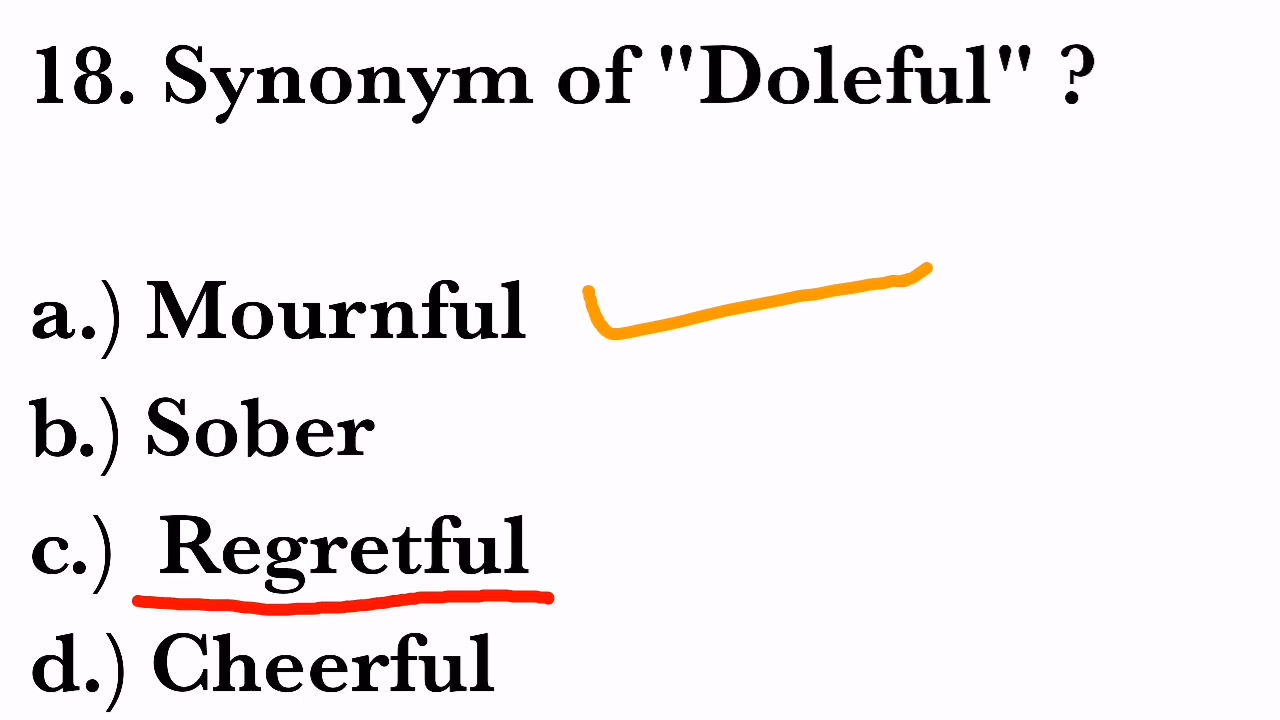 18. Synonym of "Doleful" ?
a.) Mournful
b.) Sober
c.) Regretful
d.) Cheerful